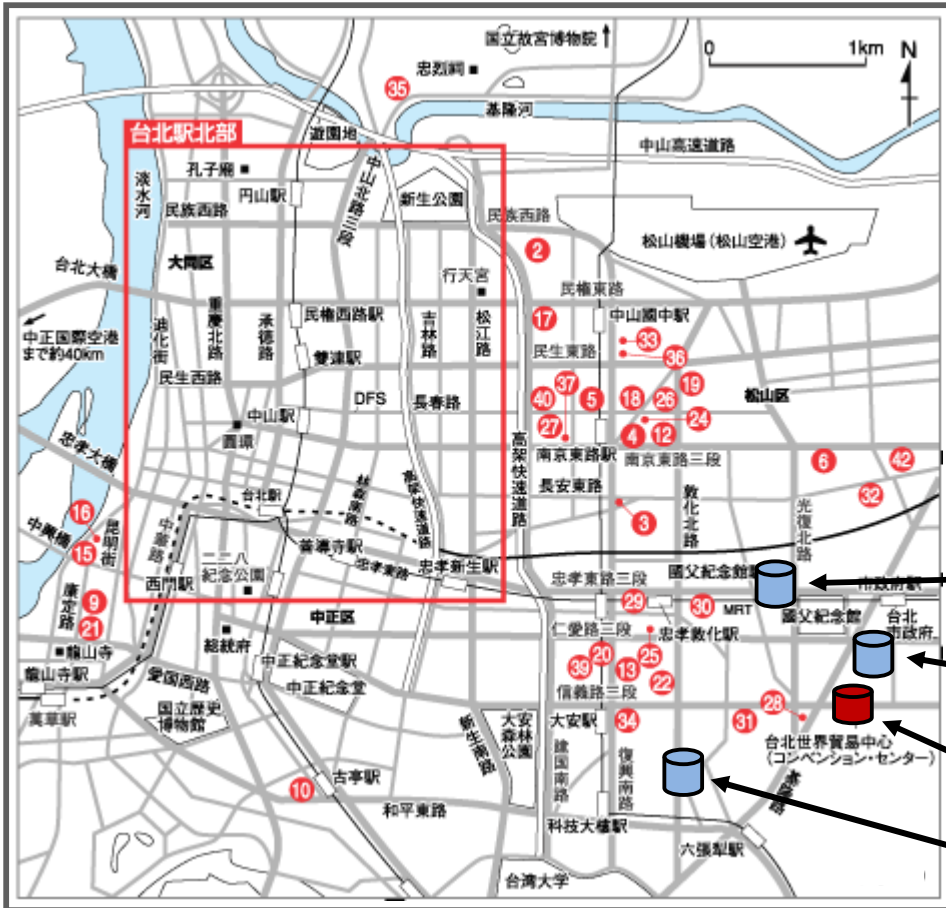 国立故宮博物院
忠烈祠
0 1km N
35
基隆河
台北駅北部
遊園地
中山高速道路
孔子廟
円山駅
中山北路三段
新生公園
淡水河
民族西路
民族西路
松山機場(松山空港)
2
台北大橋
大同区
行天宮
民権東路
重慶北路
承徳路
民権西路駅
吉林路
松江路
17
中山國中駅
中正国際空港
まで約40km
迪化街
33
雙連駅
民生東路
36
民生西路
37
19
DFS
長春路
40
5
18
26
松山区
中山駅
27
24
圓環
4
12
忠孝大橋
高架快速道路
南京東路駅
南京東路三段
6
42
台北駅
林森南路
長安東路
敦化北路
光復北路
32
16
3
中興橋
昆明街
中華路
善導寺駅
15
二二八
紀念公園
忠孝東路
忠孝新生駅
西門駅
忠孝東路三段
國父紀念館駅
市政府駅
康定路
9
中正区
29
30
MRT
國父紀念館
台北
市政府
21
仁愛路三段
忠孝敦化駅
龍山寺
総統府
20
25
龍山寺駅
中正紀念堂駅
39
13
愛国西路
中正紀念堂
22
信義路三段
萬華駅
国立歴史
博物館
新生南路
大安
森林
公園
大安駅
34
31
28
建国南路
復興南路
台北世界貿易中心
(コンベンション・センター)
基隆路
10
古亭駅
和平東路
科技大樓駅
六張犁駅
台湾大学